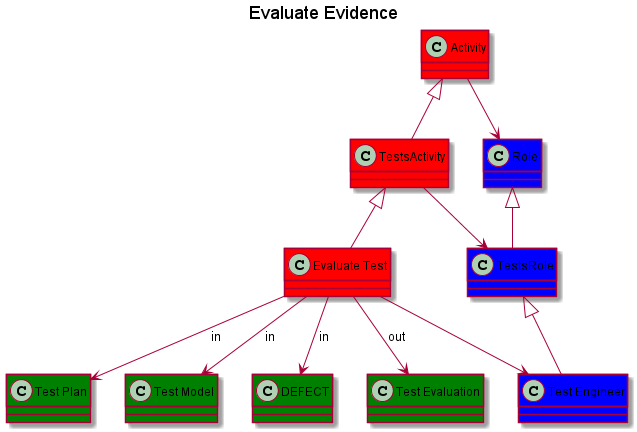 Evaluate Evidence
C Activity
C TestsActivity
C Role
C Evaluate Test
C TestsRole
in
in
in
out
C Test Plan
C Test Model
C DEFECT
C Test Evaluation
C Test Engineer